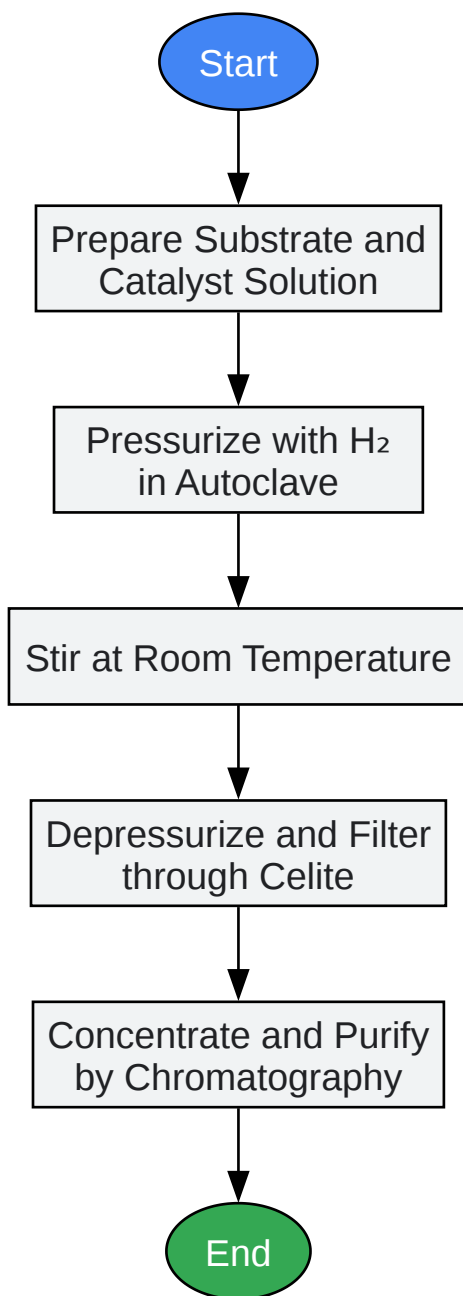 Start
Prepare Substrate and
Catalyst Solution
Pressurize with H₂
in Autoclave
Stir at Room Temperature
Depressurize and Filter
through Celite
Concentrate and Purify
by Chromatography
End